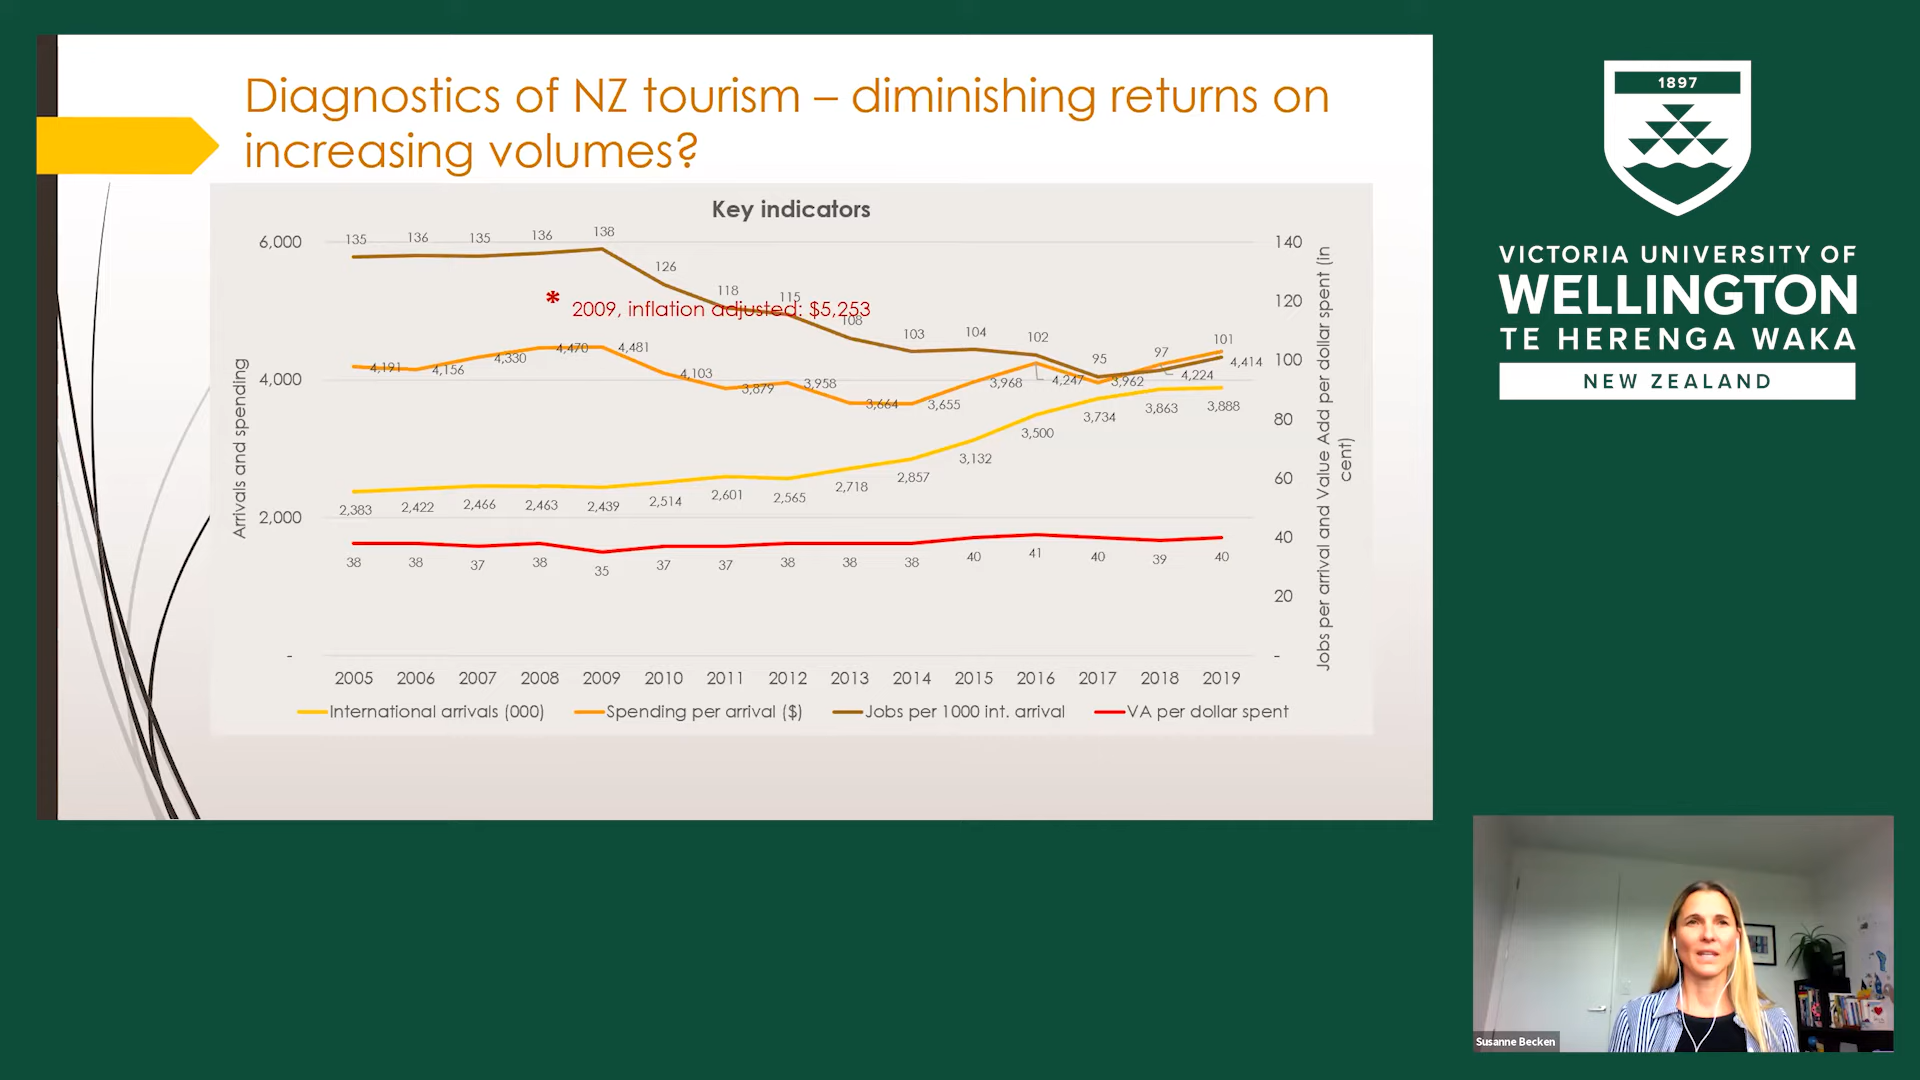 Diagnostics of NZ tourism – diminishing returns on
increasing volumes?
Key indicators
6,000
4,000
2,000
-
Arrivals and spending
140
120
100
80
60
40
20
-
Jobs per arrival and Value Add per dollar spent (in
cent)
135 136 135 136 138 126 118 115 108 103 104 102 95 97 101
* 2009, inflation adjusted: $5,253
4,191 4,156 4,330 4,470 4,481 4,103 3,879 3,958 3,664 3,655 3,968 4,247 3,962 4,224 4,414
2,383 2,422 2,466 2,463 2,439 2,514 2,601 2,565 2,718 2,857 3,132 3,500 3,734 3,863 3,888
38 38 37 38 35 37 37 38 38 38 40 41 40 39 40
2005 2006 2007 2008 2009 2010 2011 2012 2013 2014 2015 2016 2017 2018 2019
International arrivals (000) Spending per arrival ($) Jobs per 1000 int. arrival VA per dollar spent
1897
VICTORIA UNIVERSITY OF
WELLINGTON
TE HERENGA WAKA
NEW ZEALAND
Susanne Becken